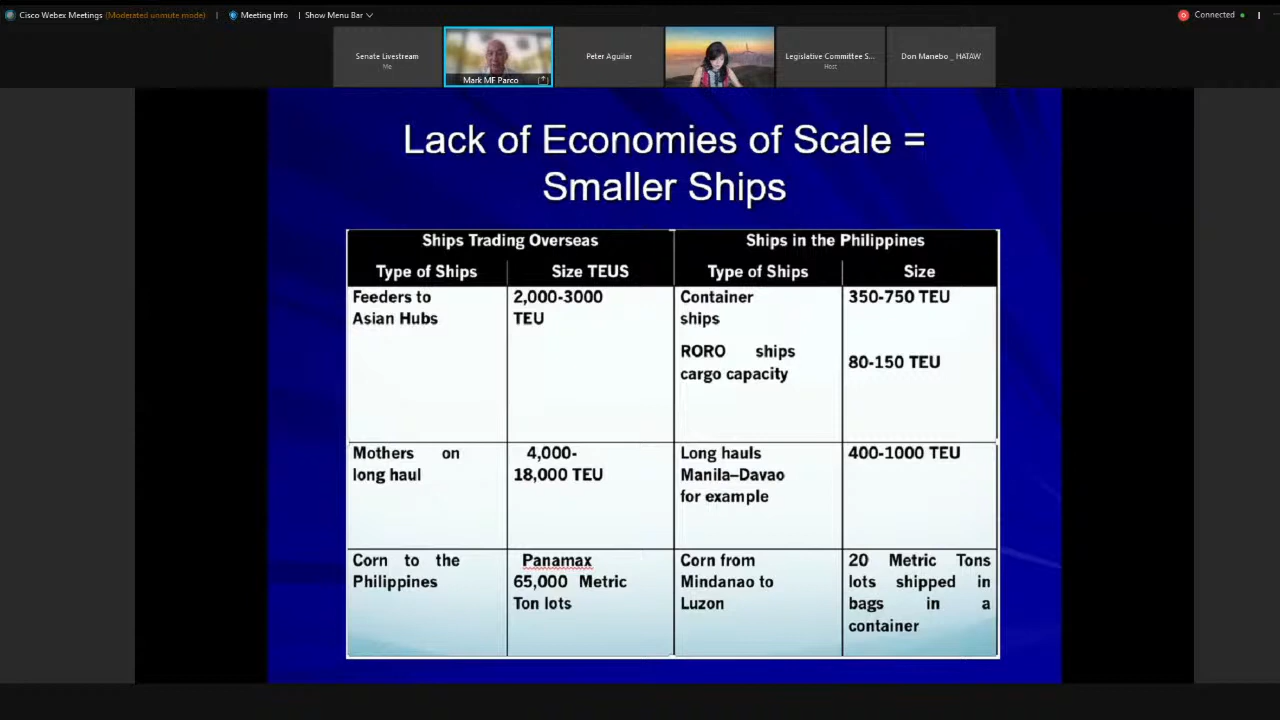 Cisco Webex Meetings (Moderated unmute mode) | Meeting Info | Show Menu Bar
Connected
Senate Livestream
Me
Mark MF Parco
Peter Aguilar
Legislative Committee S...
Host
Don Manebo _ HATAW
Lack of Economies of Scale =
Smaller Ships
Ships Trading Overseas
Ships in the Philippines
Type of Ships
Size TEUS
Type of Ships
Size
Feeders to
Asian Hubs
2,000-3000
TEU
Container
ships
RORO ships
cargo capacity
350-750 TEU
80-150 TEU
Mothers on
long haul
4,000-
18,000 TEU
Long hauls
Manila–Davao
for example
400-1000 TEU
Corn to the
Philippines
Panamax
65,000 Metric
Ton lots
Corn from
Mindanao to
Luzon
20 Metric Tons
lots shipped in
bags in a
container